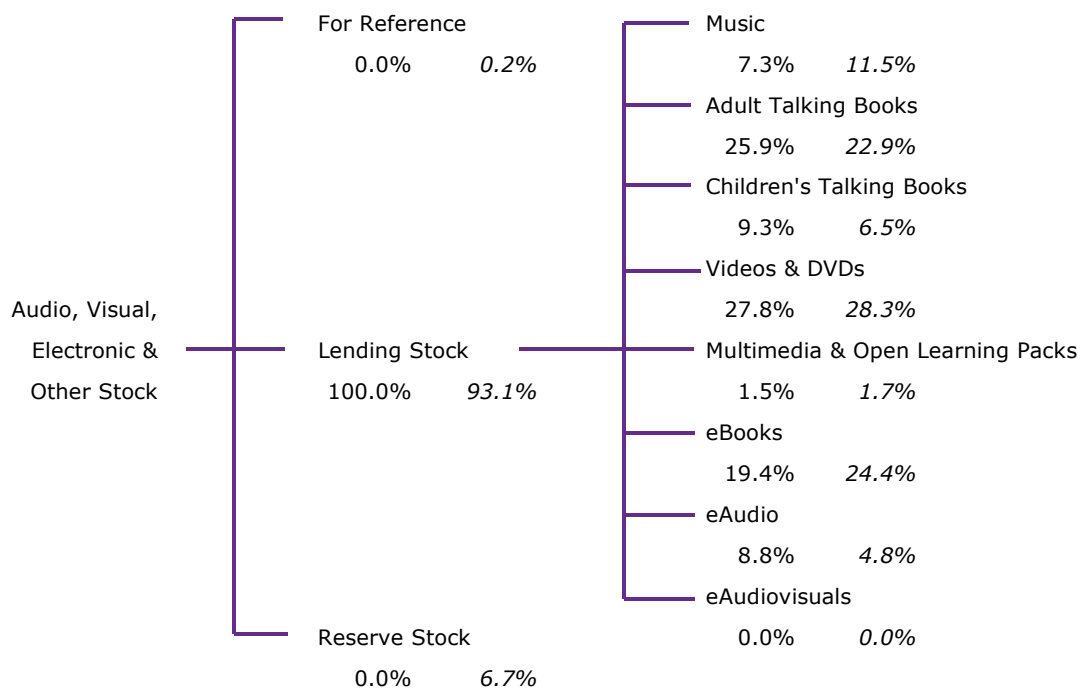 For Reference
0.0% 0.2%
Audio, Visual,
Electronic &
Other Stock
Lending Stock
100.0% 93.1%
Reserve Stock
0.0% 6.7%
Music
7.3% 11.5%
Adult Talking Books
25.9% 22.9%
Children's Talking Books
9.3% 6.5%
Videos & DVDs
27.8% 28.3%
Multimedia & Open Learning Packs
1.5% 1.7%
eBooks
19.4% 24.4%
eAudio
8.8% 4.8%
eAudiovisuals
0.0% 0.0%